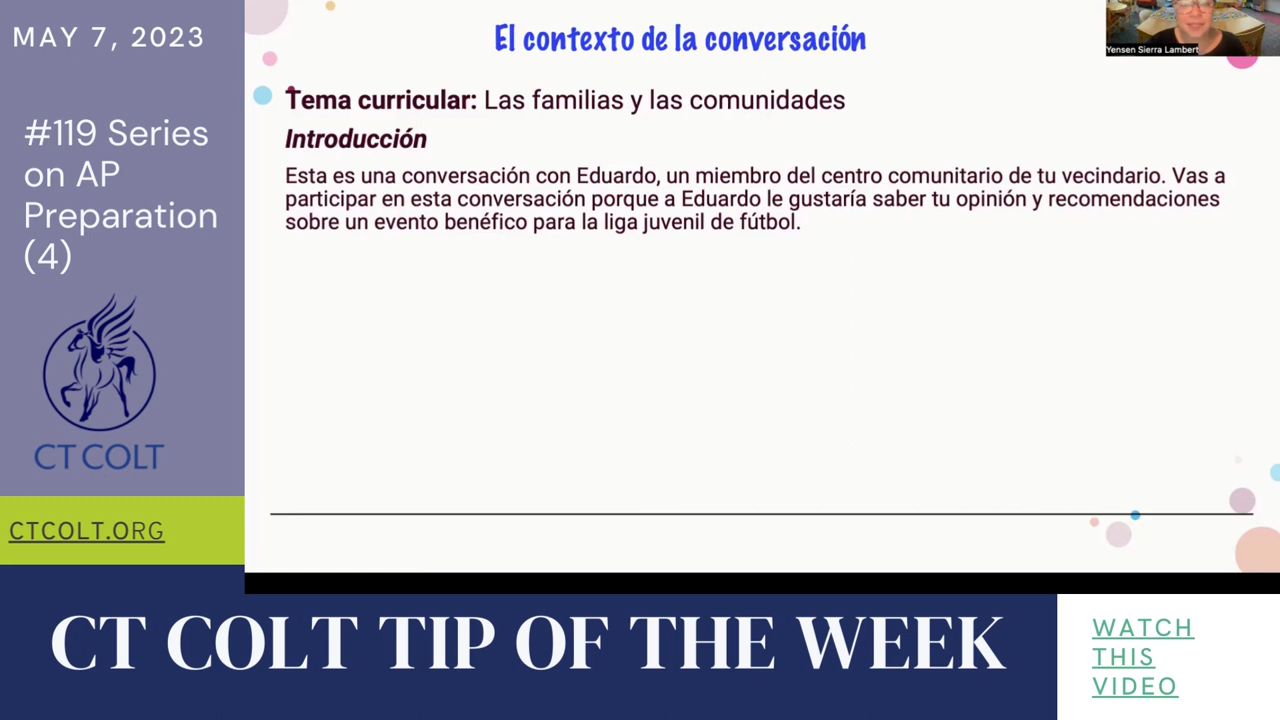 MAY 7, 2023
#119 Series
on AP
Preparation
(4)
CT COLT
CTCOLT.ORG
El contexto de la conversación
Yensen Sierra Lambert
Tema curricular: Las familias y las comunidades
Introducción
Esta es una conversación con Eduardo, un miembro del centro comunitario de tu vecindario. Vas a
participar en esta conversación porque a Eduardo le gustaría saber tu opinión y recomendaciones
sobre un evento benéfico para la liga juvenil de fútbol.
CT COLT TIP OF THE WEEK
WATCH
THIS
VIDEO